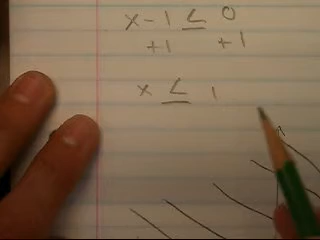 x - 1 ≤ 0
+1 +1
x ≤ 1